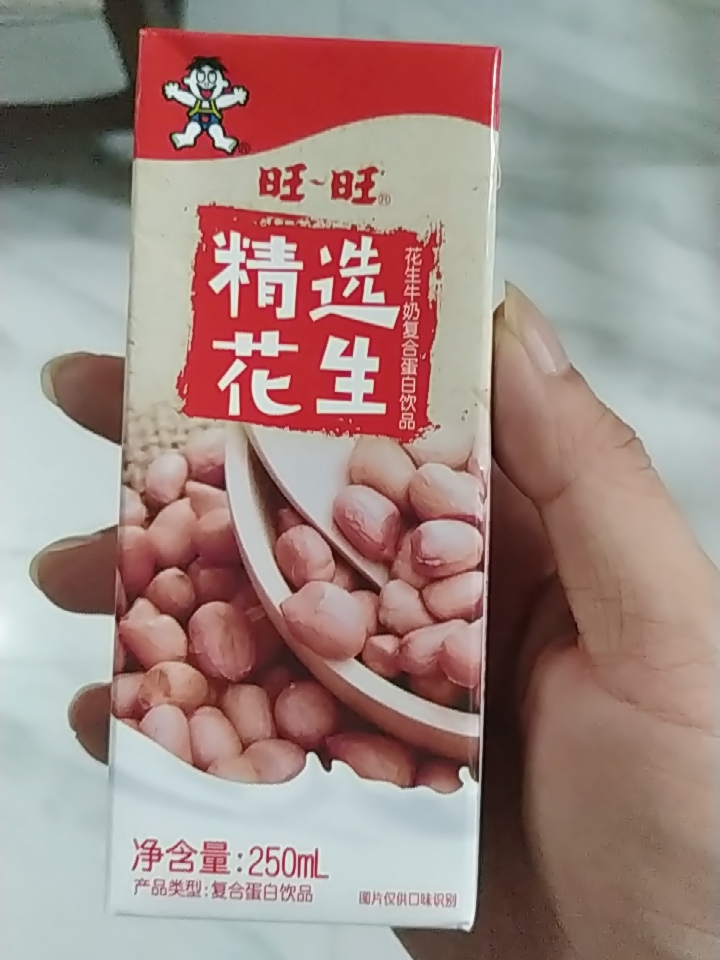 旺~旺®
精选
花生
花生牛奶复合蛋白饮品
净含量:250mL
产品类型:复合蛋白饮品
图片仅供口味识别